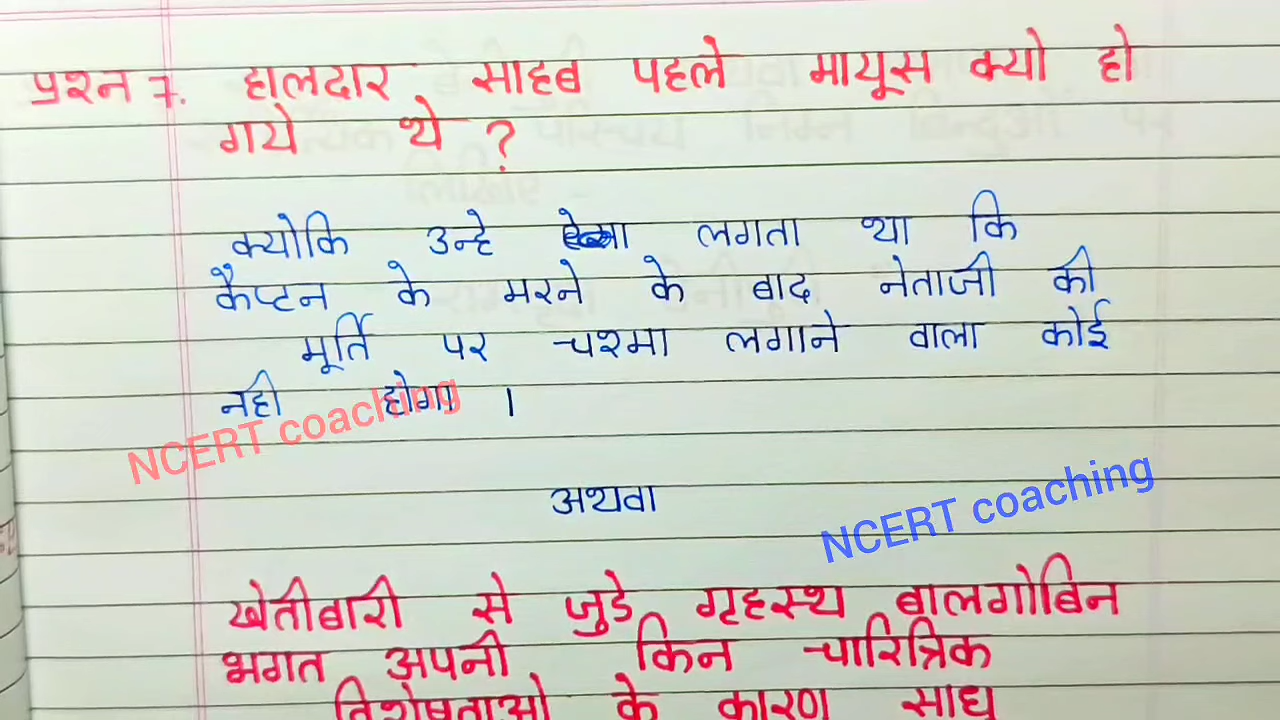 प्रश्न 7. हालदार साहब पहले मायूस क्यो हो
गये थे ?
क्योकि उन्हे लगता था कि
कैप्टन के मरने के बाद नेताजी की
मूर्ति पर चश्मा लगाने वाला कोई
नही होगा ।
NCERT coaching
अथवा
NCERT coaching
खेतीबारी से जुडे गृहस्थ बालगोबिन
भगत अपनी किन चारित्रिक
विशेषताओ के कारण साधु